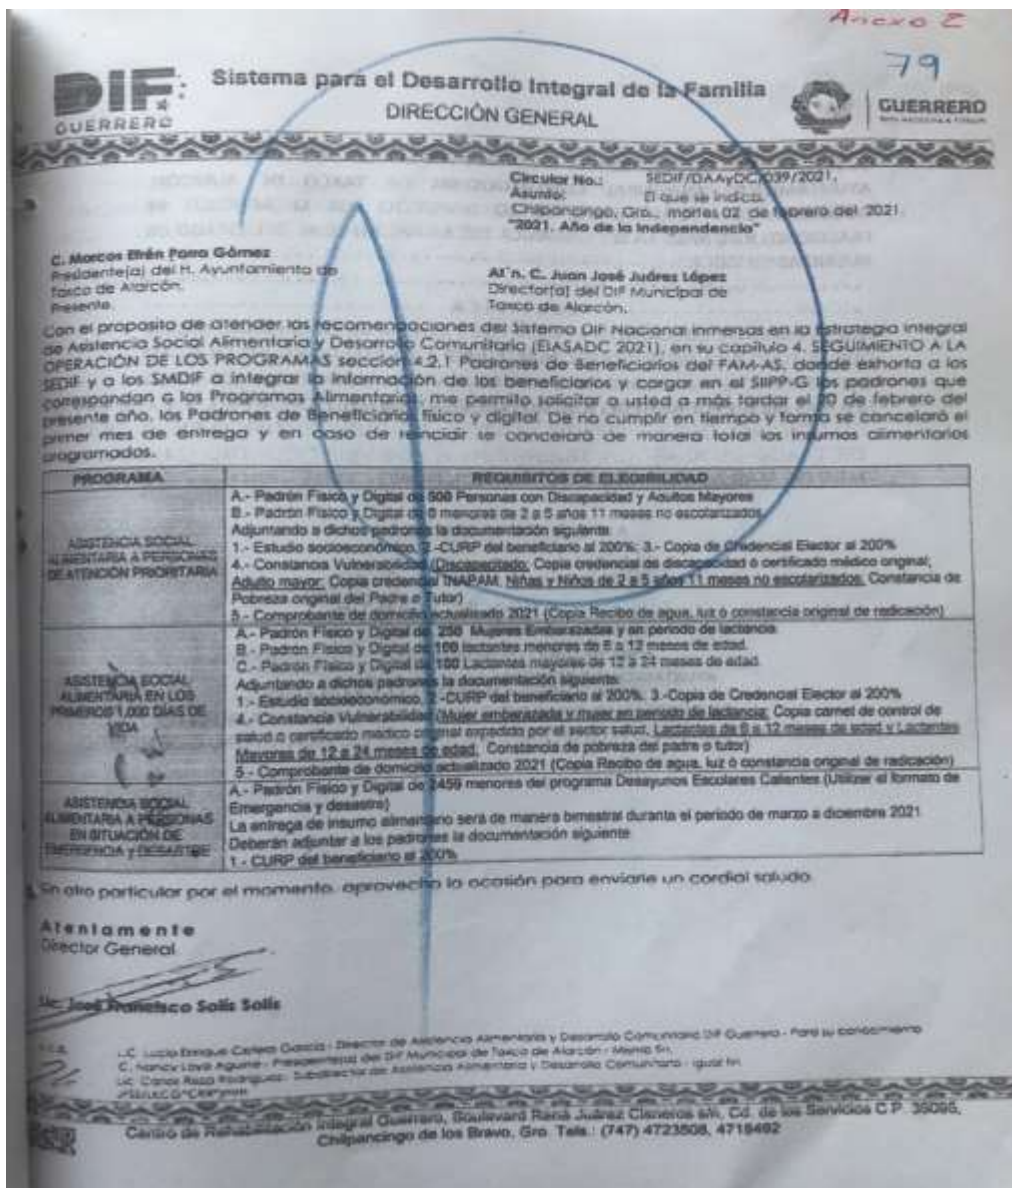 Anexo 2
79
DIF:
GUERRERO
Sistema para el Desarrollo Integral de la Familia
DIRECCIÓN GENERAL
GUERRERO
Circular No.: SEDIF/DAAyDC/039/2021.
Asunto: El que se indica.
Chilpancingo, Gro., martes 02 de febrero del 2021.
"2021, Año de la Independencia"
C. Marcos Efrén Parra Gómez
Presidente(a) del H. Ayuntamiento de
Taxco de Alarcón.
Presente.
At´n. C. Juan José Juárez López
Director(a) del DIF Municipal de
Taxco de Alarcón.
Con el proposito de atender las recomendaciones del Sistema DIF Nacional inmersas en la Estrategia Integral
de Asistencia Social Alimentaria y Desarrollo Comunitario (EIASADC 2021), en su capítulo 4. SEGUIMIENTO A LA
OPERACIÓN DE LOS PROGRAMAS sección 4.2.1 Padrones de Beneficiarios del FAM-AS, donde exhorta a los
SEDIF y a los SMDIF a integrar la información de los beneficiarios y cargar en el SIIPP-G los padrones que
correspondan a los Programas Alimentarios, me permito solicitar a usted a más tardar el 20 de febrero del
presente año, los Padrones de Beneficiarios físico y digital. De no cumplir en tiempo y forma se cancelará el
primer mes de entrega y en caso de reincidir se cancelará de manera total los insumos alimentarios
programados.
PROGRAMA
REQUISITOS DE ELEGIBILIDAD
ASISTENCIA SOCIAL
ALIMENTARIA A PERSONAS
DE ATENCIÓN PRIORITARIA
A.- Padrón Físico y Digital de 500 Personas con Discapacidad y Adultos Mayores
B.- Padrón Físico y Digital de menores de 2 a 5 años 11 meses no escolarizados
Adjuntando a dichos padrones la documentación siguiente:
1.- Estudio socioeconómico, 2.-CURP del beneficiario al 200%; 3.- Copia de Credencial Elector al 200%
4.- Constancia Vulnerabilidad (Discapacitado: Copia credencial de discapacidad ó certificado médico original;
Adulto mayor: Copia credencial INAPAM; Niñas y Niños de 2 a 5 años 11 meses no escolarizados: Constancia de
Pobreza original del Padre o Tutor)
5.- Comprobante de domicilio actualizado 2021 (Copia Recibo de agua, luz ó constancia original de radicación)
ASISTENCIA SOCIAL
ALIMENTARIA EN LOS
PRIMEROS 1,000 DÍAS DE
VIDA
A.- Padrón Físico y Digital de 250 Mujeres Embarazadas y en periodo de lactancia
B.- Padrón Físico y Digital de 100 lactantes menores de 6 a 12 meses de edad.
C.- Padrón Físico y Digital de 100 Lactantes mayores de 12 a 24 meses de edad.
Adjuntando a dichos padrones la documentación siguiente:
1.- Estudio socioeconómico, 2.-CURP del beneficiario al 200%. 3.-Copia de Credencial Elector al 200%
4.- Constancia Vulnerabilidad (Mujer embarazada y mujer en periodo de lactancia: Copia carnet de control de
salud o certificado médico original expedido por el sector salud, Lactantes de 6 a 12 meses de edad y Lactantes
Mayores de 12 a 24 meses de edad: Constancia de pobreza del padre o tutor)
5.- Comprobante de domicilio actualizado 2021 (Copia Recibo de agua, luz ó constancia original de radicación)
ASISTENCIA SOCIAL
ALIMENTARIA A PERSONAS
EN SITUACIÓN DE
EMERGENCIA y DESASTRE
A.- Padrón Físico y Digital de 2459 menores del programa Desayunos Escolares Calientes (Utilizar el formato de
Emergencia y desastre)
La entrega de insumo alimentario será de manera bimestral durante el periodo de marzo a diciembre 2021
Deberán adjuntar a los padrones la documentación siguiente
1.- CURP del beneficiario al 200%
Sin otro particular por el momento, aprovecho la ocasión para enviarle un cordial saludo.
Atentamente
Director General
Lic. José Francisco Solís Solís
C. Nancy Aguirre - Presidente(a) del DIF Municipal de Taxco de Alarcón - Mismo fin.
Lic. Carlos Rodríguez - Subdirector de Asistencia Alimentaria y Desarrollo Comunitario - Igual fin.
Centro de Rehabilitación Integral Guerrero, Boulevard René Juárez Cisneros s/n, Cd. de los Servicios C.P. 39095,
Chilpancingo de los Bravo, Gro. Tels.: (747) 4723508, 4718492